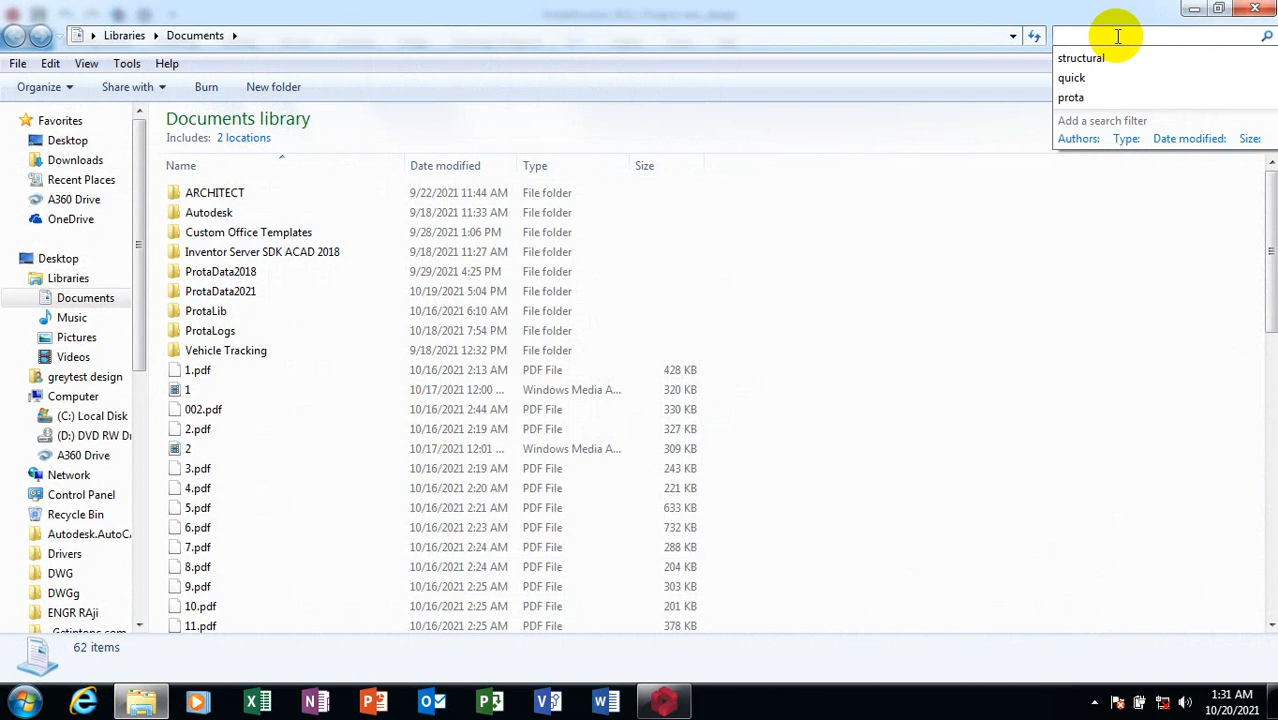 Libraries Documents
structural
quick
prota
Add a search filter
Authors: Type: Date modified: Size:
File Edit View Tools Help
Organize Share with Burn New folder
Documents library
Includes: 2 locations
Name Date modified Type Size
ARCHITECT 9/22/2021 11:44 AM File folder
Autodesk 9/18/2021 11:33 AM File folder
Custom Office Templates 9/28/2021 1:06 PM File folder
Inventor Server SDK ACAD 2018 9/18/2021 11:27 AM File folder
ProtaData2018 9/29/2021 4:25 PM File folder
ProtaData2021 10/19/2021 5:04 PM File folder
ProtaLib 10/16/2021 6:10 AM File folder
ProtaLogs 10/18/2021 7:54 PM File folder
Vehicle Tracking 9/18/2021 12:32 PM File folder
1.pdf 10/16/2021 2:13 AM PDF File 428 KB
1 10/17/2021 12:00 ... Windows Media A... 320 KB
002.pdf 10/16/2021 2:44 AM PDF File 330 KB
2.pdf 10/16/2021 2:19 AM PDF File 327 KB
2 10/17/2021 12:01 ... Windows Media A... 309 KB
3.pdf 10/16/2021 2:19 AM PDF File 243 KB
4.pdf 10/16/2021 2:20 AM PDF File 221 KB
5.pdf 10/16/2021 2:21 AM PDF File 633 KB
6.pdf 10/16/2021 2:23 AM PDF File 732 KB
7.pdf 10/16/2021 2:24 AM PDF File 288 KB
8.pdf 10/16/2021 2:24 AM PDF File 204 KB
9.pdf 10/16/2021 2:25 AM PDF File 303 KB
10.pdf 10/16/2021 2:25 AM PDF File 201 KB
11.pdf 10/16/2021 2:25 AM PDF File 378 KB
Favorites
Desktop
Downloads
Recent Places
A360 Drive
OneDrive
Desktop
Libraries
Documents
Music
Pictures
Videos
greytest design
Computer
(C:) Local Disk
(D:) DVD RW Dr
A360 Drive
Network
Control Panel
Recycle Bin
Autodesk.AutoCA
Drivers
DWG
DWGg
ENGR RAji
Getintopc.com
62 items
1:31 AM
10/20/2021